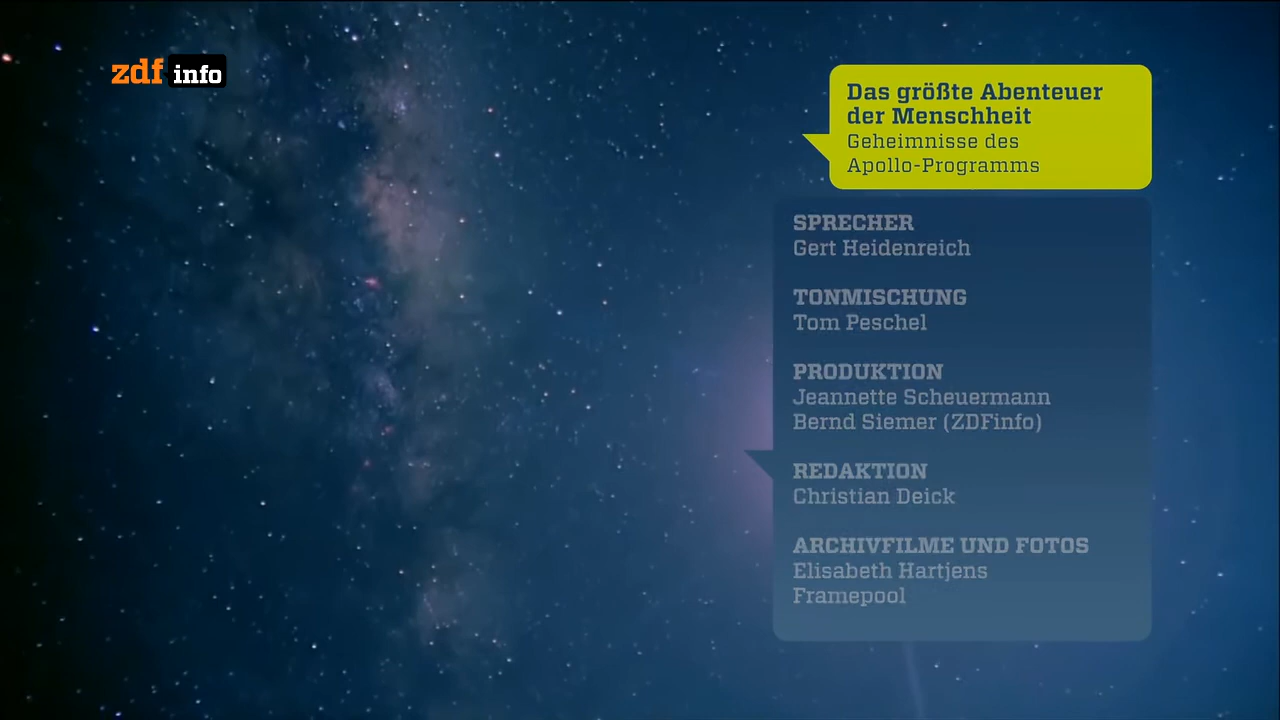 zdf info
Das größte Abenteuer
der Menschheit
Geheimnisse des
Apollo-Programms
SPRECHER
Gert Heidenreich
TONMISCHUNG
Tom Peschel
PRODUKTION
Jeannette Scheuermann
Bernd Siemer (ZDFinfo)
REDAKTION
Christian Deick
ARCHIVFILME UND FOTOS
Elisabeth Hartjens
Framepool